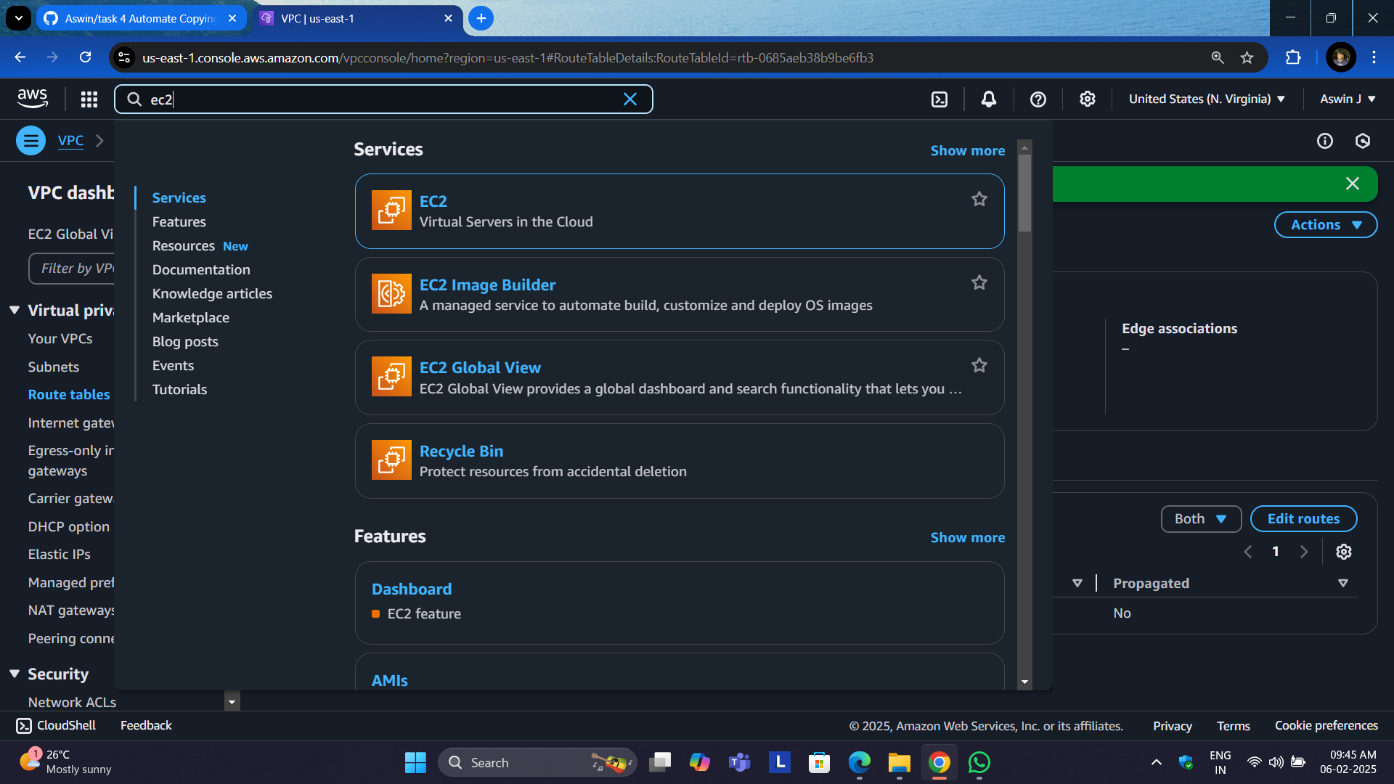 Aswin/task 4 Automate Copying
VPC | us-east-1
us-east-1.console.aws.amazon.com/vpcconsole/home?region=us-east-1#RouteTableDetails:RouteTableId=rtb-0685aeb38b9be6fb3
aws
ec2
United States (N. Virginia)
Aswin J
VPC
VPC dashb
EC2 Global Vi
Filter by VP
Virtual priva
Your VPCs
Subnets
Route tables
Internet gatew
Egress-only in
gateways
Carrier gatewa
DHCP option
Elastic IPs
Managed pref
NAT gateways
Peering conne
Security
Network ACLs
Services
Features
Resources New
Documentation
Knowledge articles
Marketplace
Blog posts
Events
Tutorials
Services
Show more
EC2
Virtual Servers in the Cloud
EC2 Image Builder
A managed service to automate build, customize and deploy OS images
EC2 Global View
EC2 Global View provides a global dashboard and search functionality that lets you ...
Recycle Bin
Protect resources from accidental deletion
Features
Show more
Dashboard
EC2 feature
AMIs
Actions
Edge associations
–
Both
Edit routes
1
Propagated
No
CloudShell
Feedback
© 2025, Amazon Web Services, Inc. or its affiliates.
Privacy
Terms
Cookie preferences
1
26°C
Mostly sunny
Search
L
ENG
IN
09:45 AM
06-02-2025